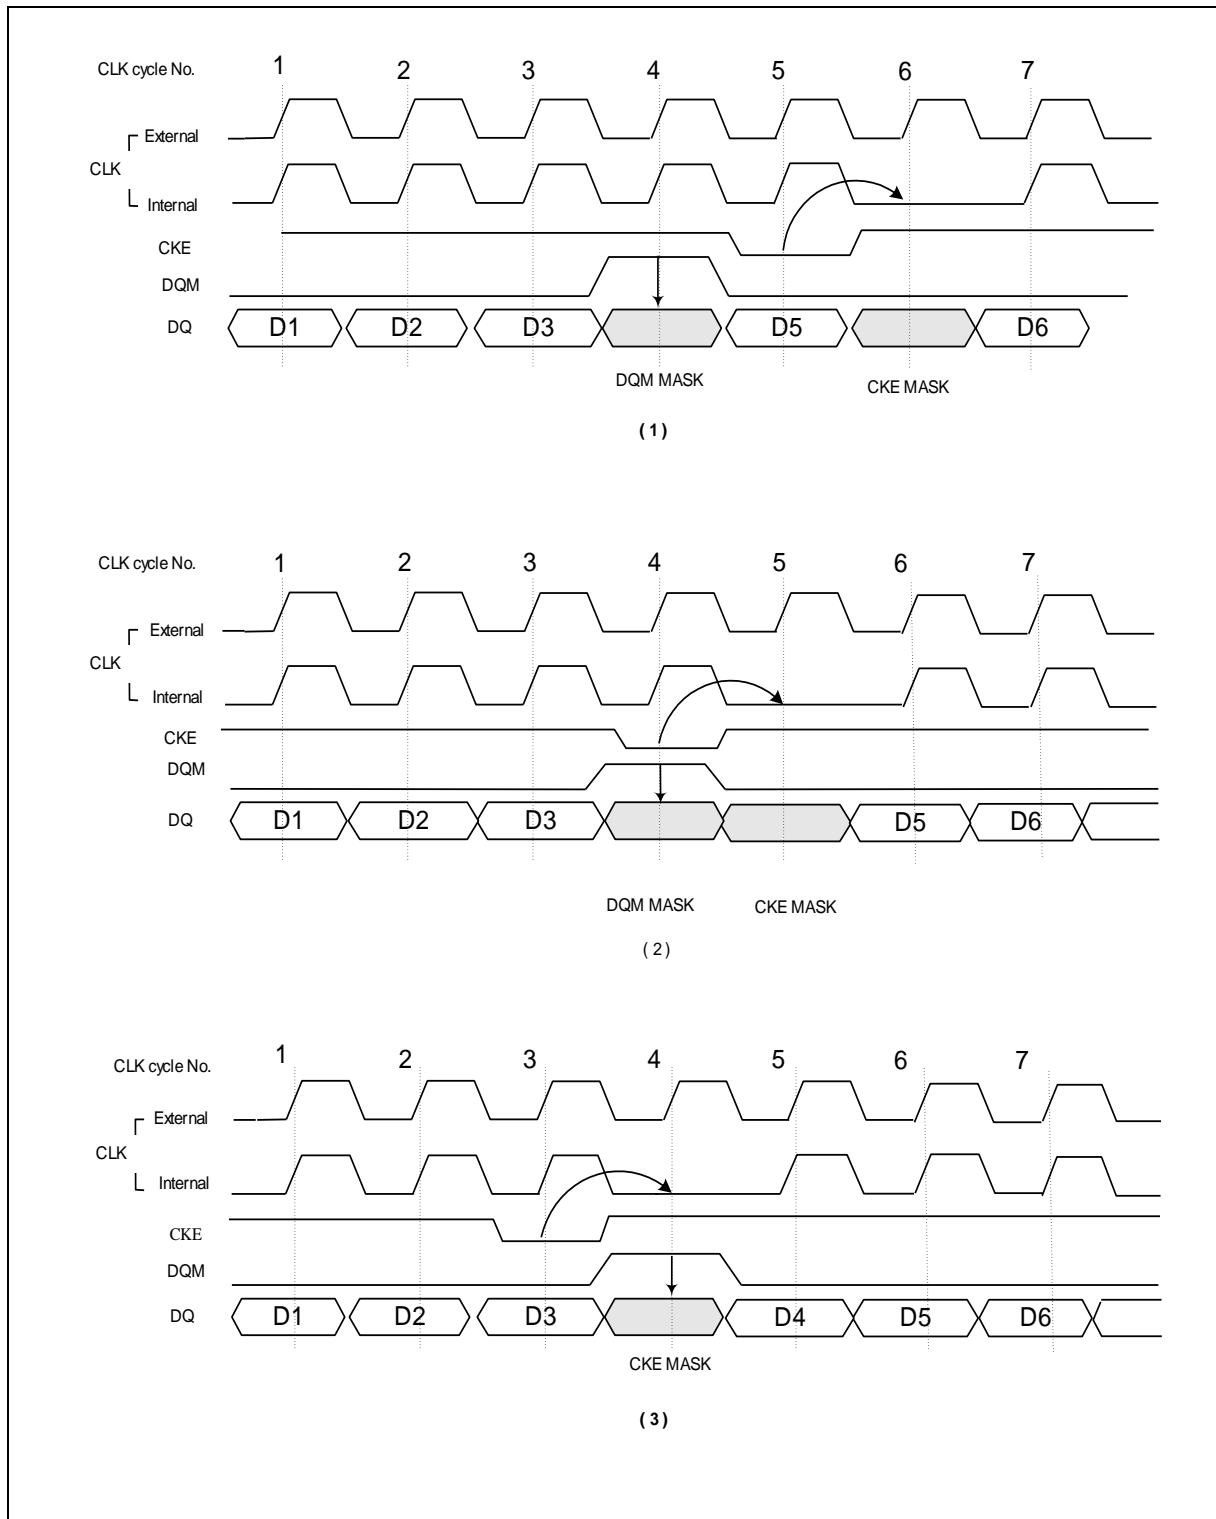 CLK cycle No. 1 2 3 4 5 6 7
External
CLK
Internal
CKE
DQM
DQ D1 D2 D3 D5 D6
DQM MASK CKE MASK
( 1 )
CLK cycle No. 1 2 3 4 5 6 7
External
CLK
Internal
CKE
DQM
DQ D1 D2 D3 D5 D6
DQM MASK CKE MASK
( 2 )
CLK cycle No. 1 2 3 4 5 6 7
External
CLK
Internal
CKE
DQM
DQ D1 D2 D3 D4 D5 D6
CKE MASK
( 3 )